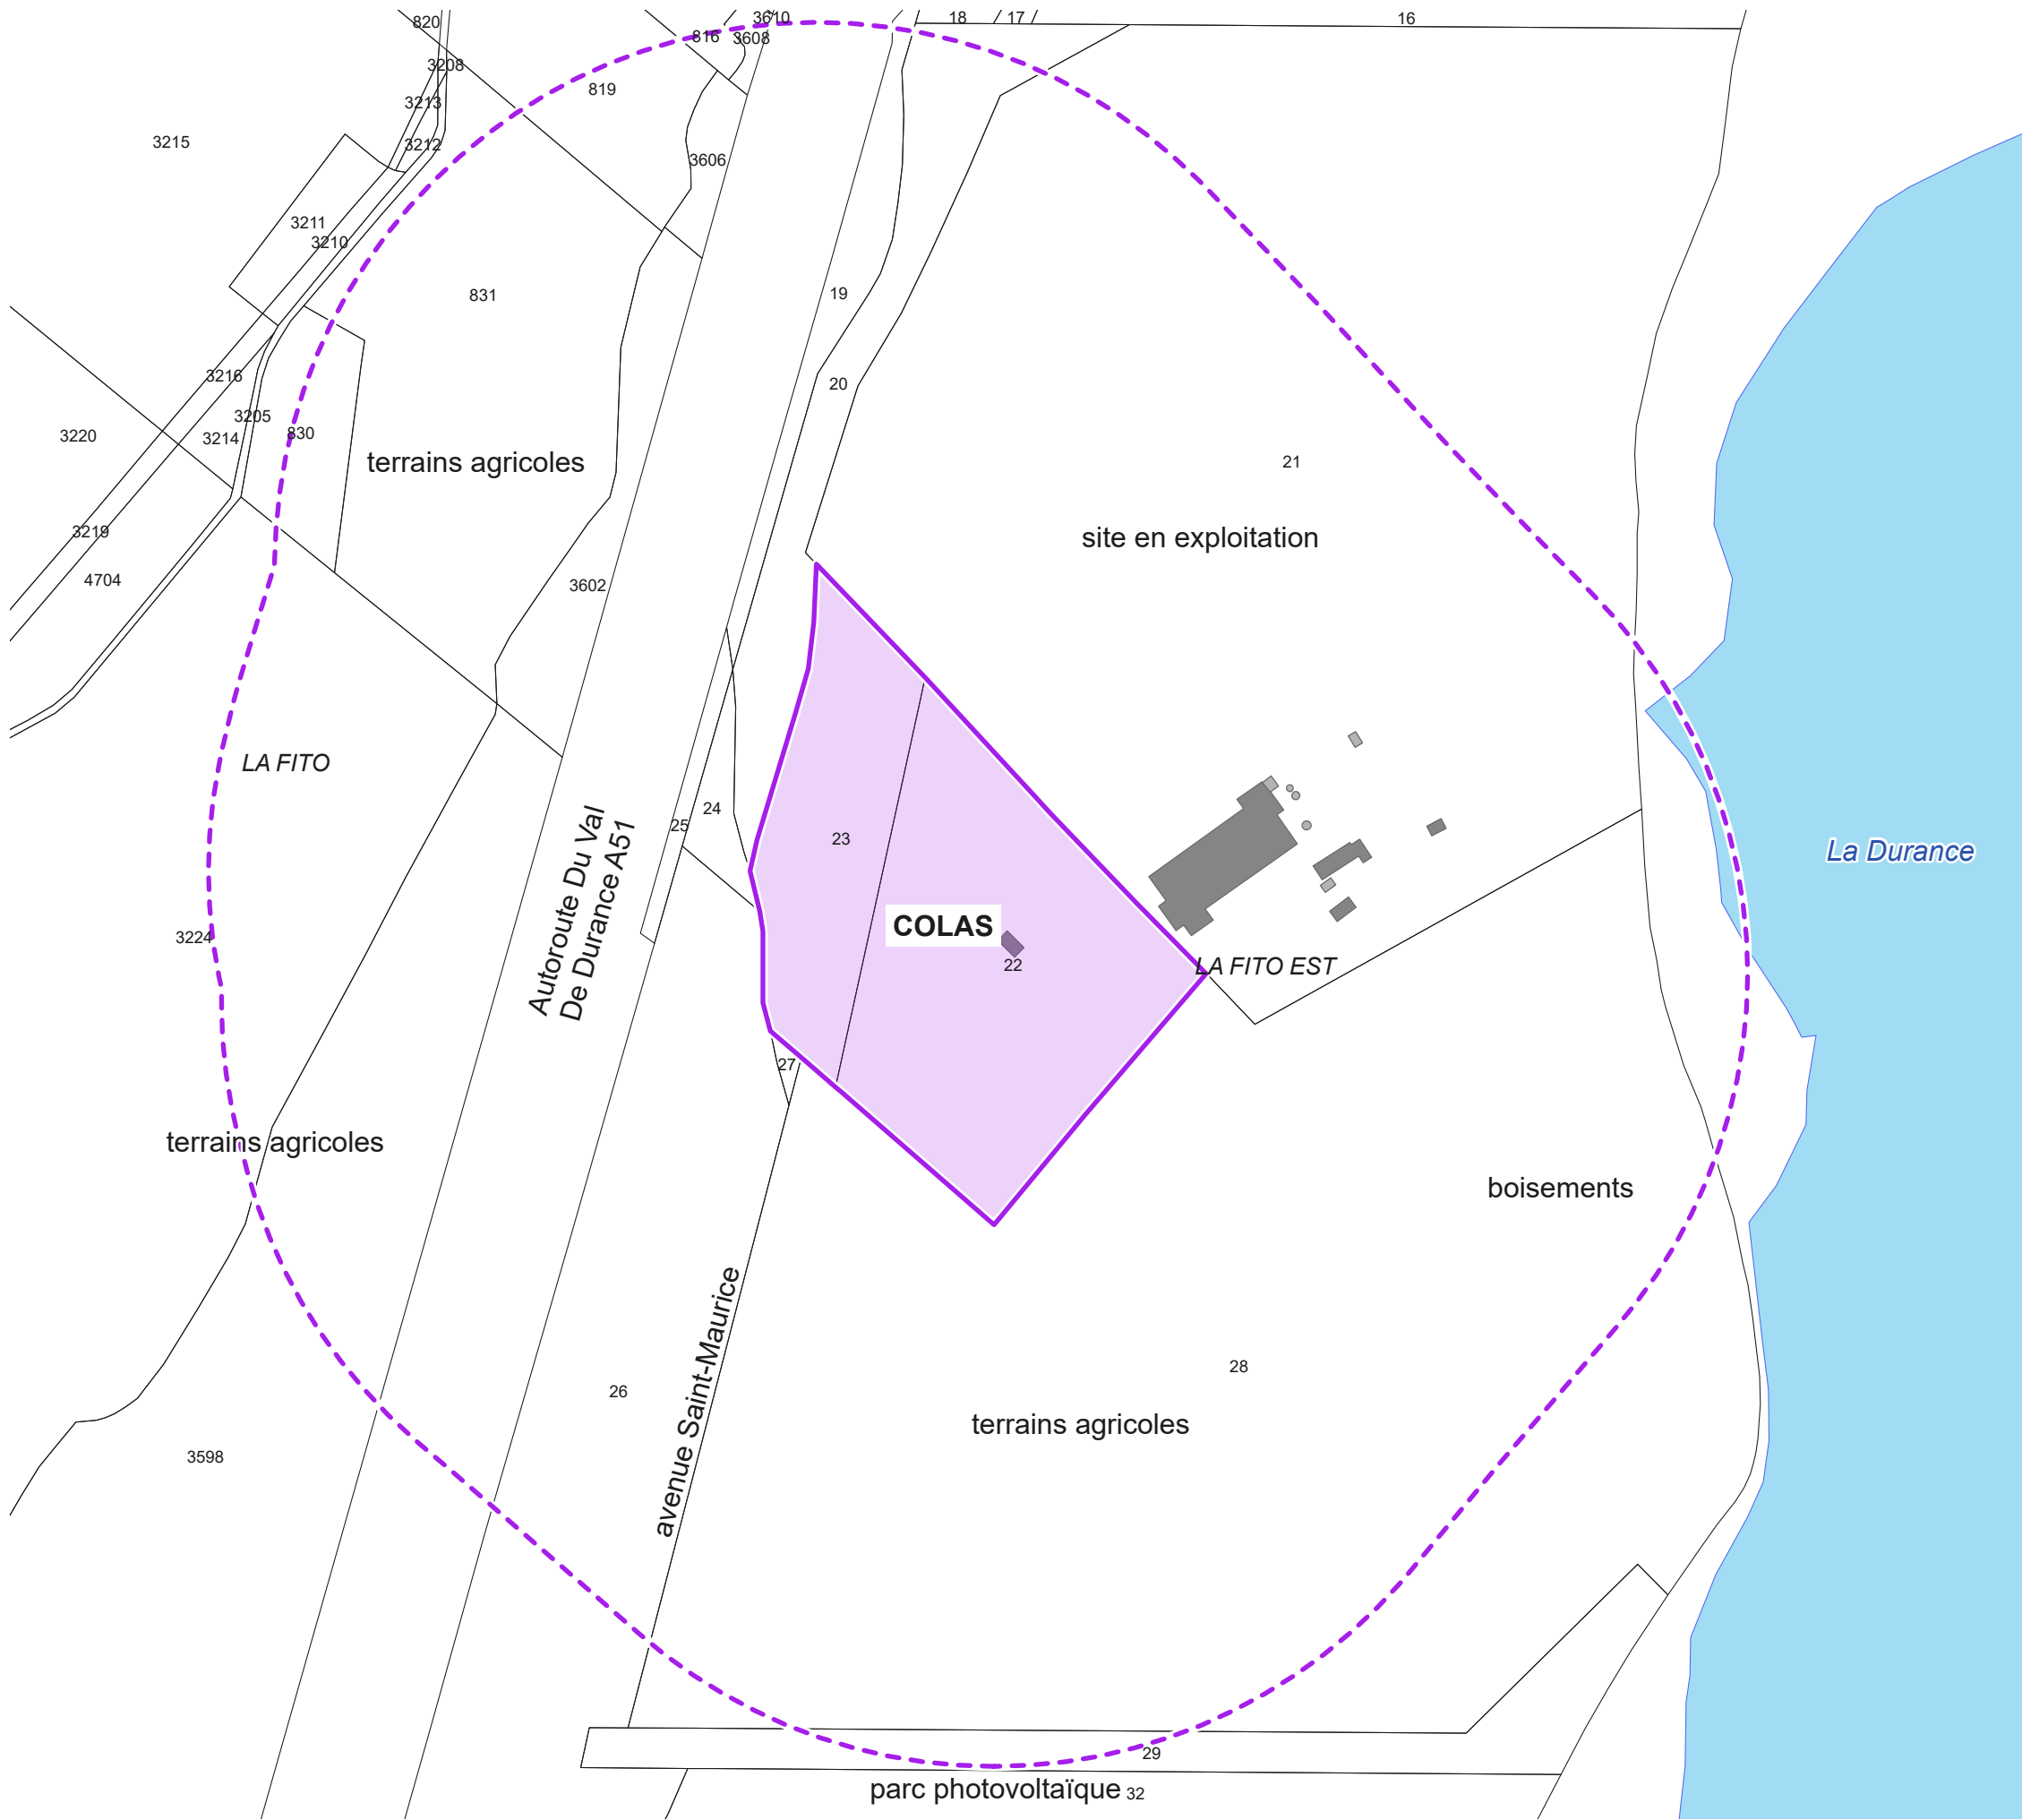 820
816
3610
3608
18
17
16
3208
819
3213
3215
3212
3606
3211
3210
831
19
3216
20
3205
3220
3214
830
terrains agricoles
21
3219
site en exploitation
4704
3602
LA FITO
24
25
23
Autoroute Du Val
De Durance A51
La Durance
COLAS
3224
22
LA FITO EST
27
terrains agricoles
boisements
avenue Saint-Maurice
28
26
terrains agricoles
3598
29
parc photovoltaïque
32